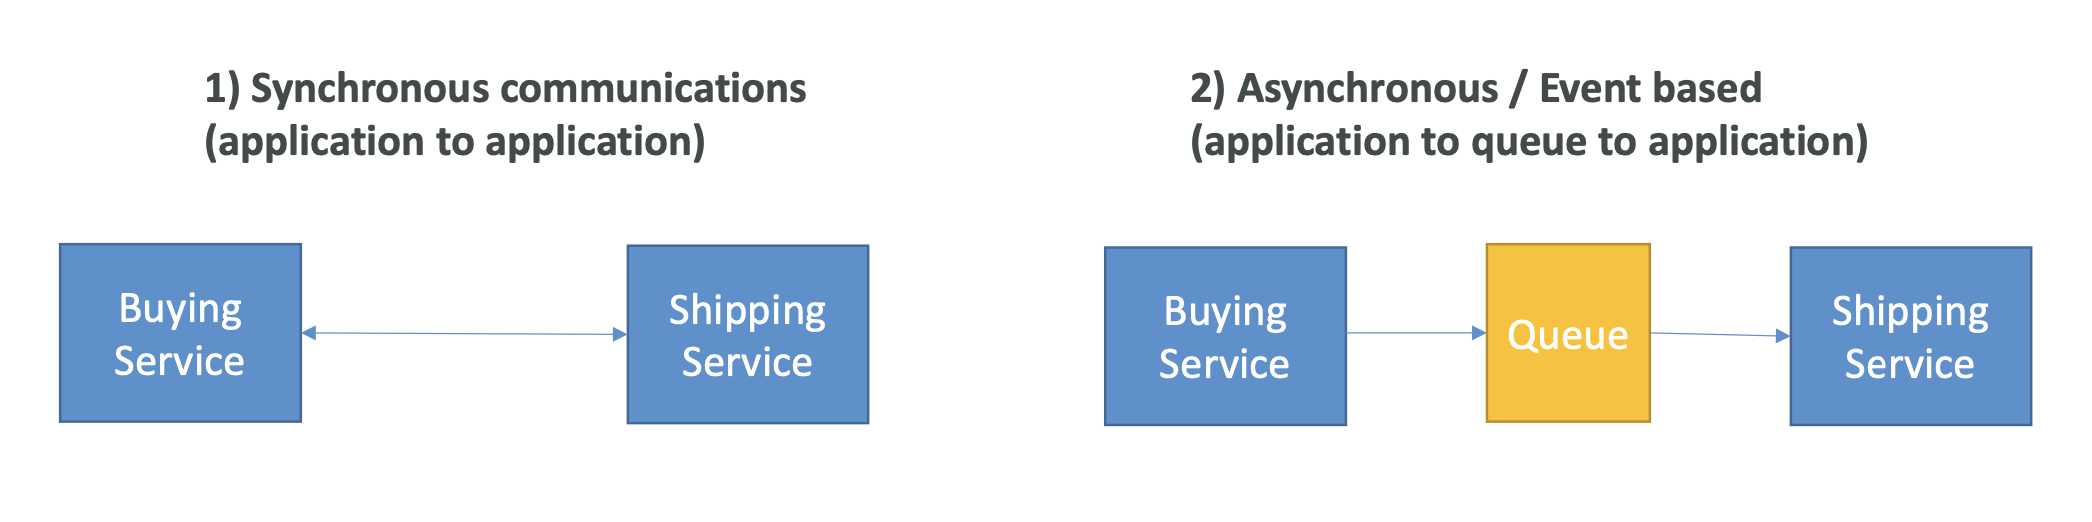 1) Synchronous communications
(application to application)
2) Asynchronous / Event based
(application to queue to application)
Buying
Service
Shipping
Service
Buying
Service
Queue
Shipping
Service